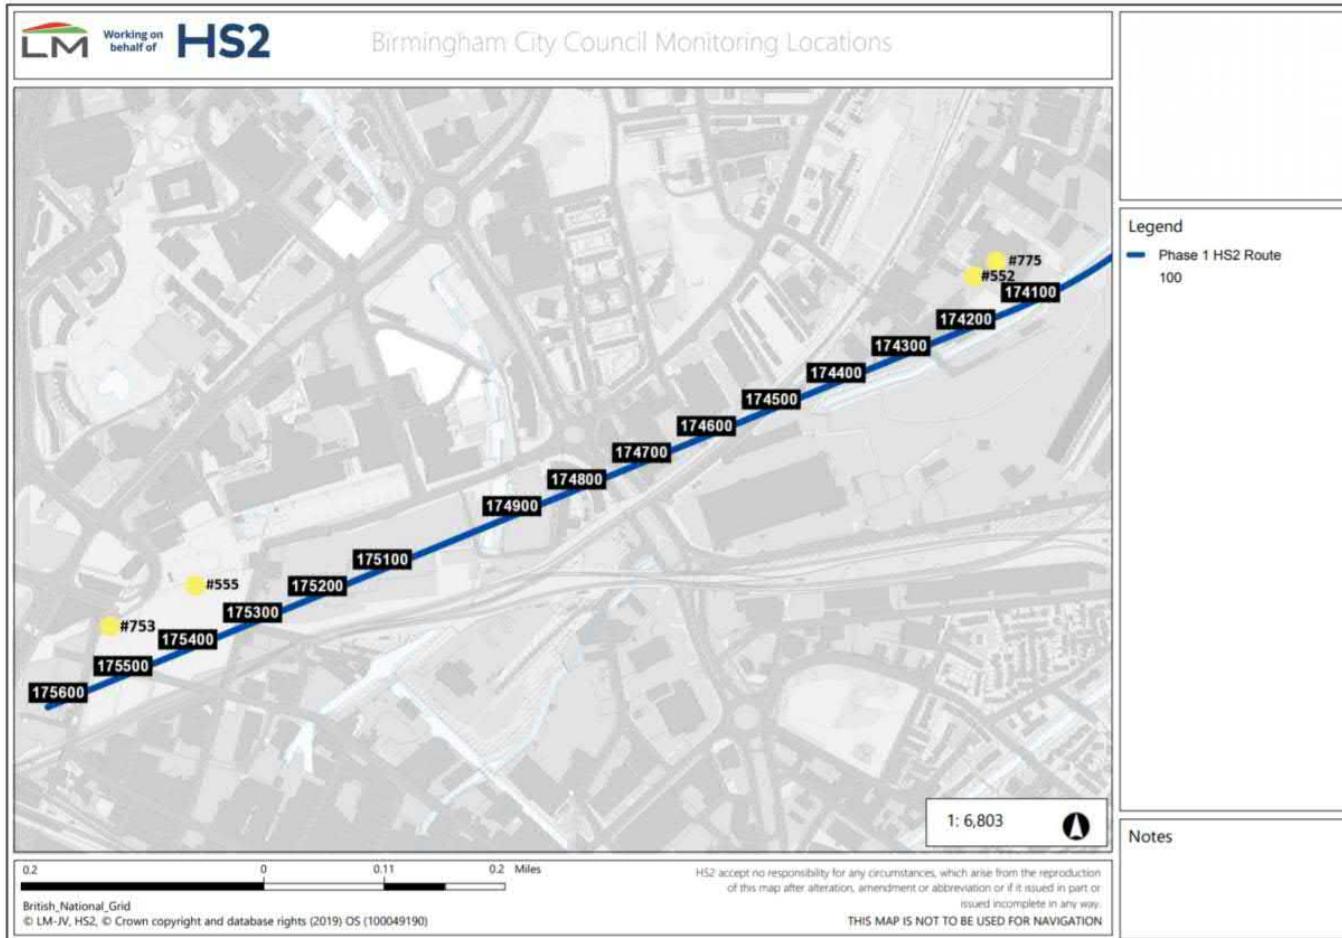 LM Working on
behalf of HS2
Birmingham City Council Monitoring Locations
Legend
Phase 1 HS2 Route
100
#775
#552
174100
174200
174300
174400
174500
174600
174700
174800
174900
175100
175200
#555
175300
#753
175400
175500
175600
1: 6,803
Notes
0.2 0 0.11 0.2 Miles
British_National_Grid
© LM-JV, HS2, © Crown copyright and database rights (2019) OS (100049190)
HS2 accept no responsibility for any circumstances, which arise from the reproduction
of this map after alteration, amendment or abbreviation or if it issued in part or
issued incomplete in any way.
THIS MAP IS NOT TO BE USED FOR NAVIGATION